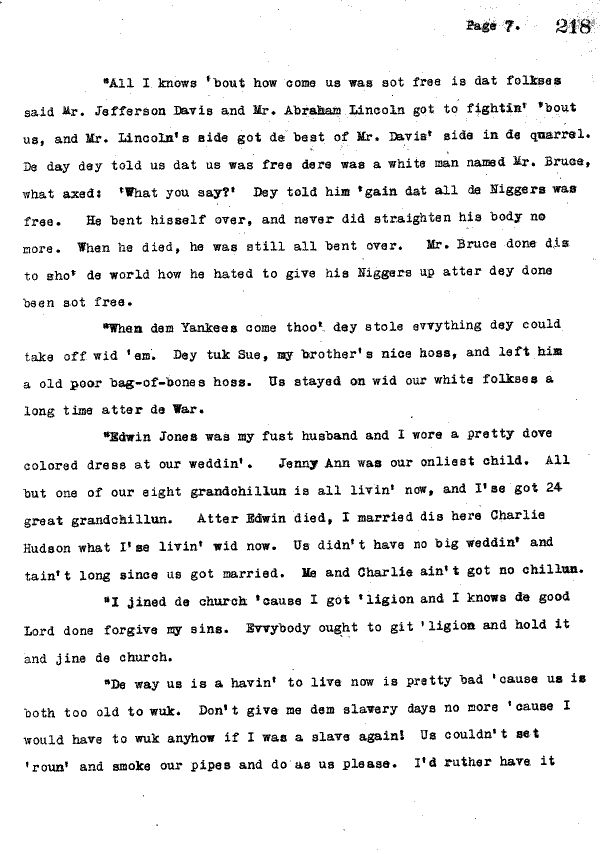 Page 7. 218
"All I knows 'bout how come us was sot free is dat folkses
said Mr. Jefferson Davis and Mr. Abraham Lincoln got to fightin' 'bout
us, and Mr. Lincoln's side got de best of Mr. Davis' side in de quarrel.
De day dey told us dat us was free dere was a white man named Mr. Bruce,
what axed: 'What you say?' Dey told him 'gain dat all de Niggers was
free. He bent hisself over, and never did straighten his body no
more. When he died, he was still all bent over. Mr. Bruce done dis
to sho' de world how he hated to give his Niggers up atter dey done
been sot free.
"When dem Yankees come thoo' dey stole evvything dey could
take off wid 'em. Dey tuk Sue, my brother's nice hoss, and left him
a old poor bag-of-bones hoss. Us stayed on wid our white folkses a
long time atter de War.
"Edwin Jones was my fust husband and I wore a pretty dove
colored dress at our weddin'. Jenny Ann was our onliest child. All
but one of our eight grandchillun is all livin' now, and I'se got 24
great grandchillun. Atter Edwin died, I married dis here Charlie
Hudson what I'se livin' wid now. Us didn't have no big weddin' and
tain't long since us got married. Me and Charlie ain't got no chillun.
"I jined de church 'cause I got 'ligion and I knows de good
Lord done forgive my sins. Evvybody ought to git 'ligion and hold it
and jine de church.
"De way us is a havin' to live now is pretty bad 'cause us is
both too old to wuk. Don't give me dem slavery days no more 'cause I
would have to wuk anyhow if I was a slave again! Us couldn't set
'roun' and smoke our pipes and do as us please. I'd ruther have it